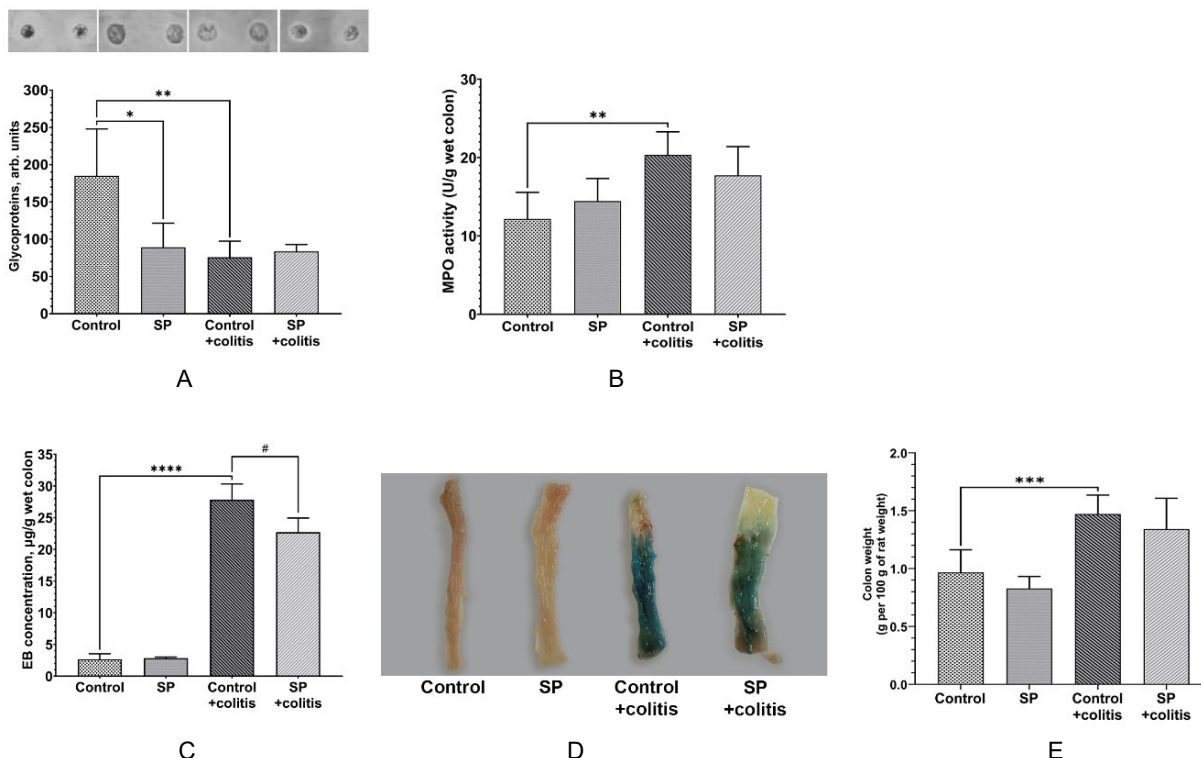 300
250
200
150
100
50
0
Glycoproteins, arb. units
**
*
Control
SP
Control
+colitis
SP
+colitis
A
30
20
10
0
MPO activity (U/g wet colon)
**
Control
SP
Control
+colitis
SP
+colitis
B
35
30
25
20
15
10
5
0
EB concentration, µg/g wet colon
****
#
Control
SP
Control
+colitis
SP
+colitis
C
Control
SP
Control
+colitis
SP
+colitis
D
2.0
1.5
1.0
0.5
0.0
Colon weight
(g per 100 g of rat weight)
***
Control
SP
Control
+colitis
SP
+colitis
E